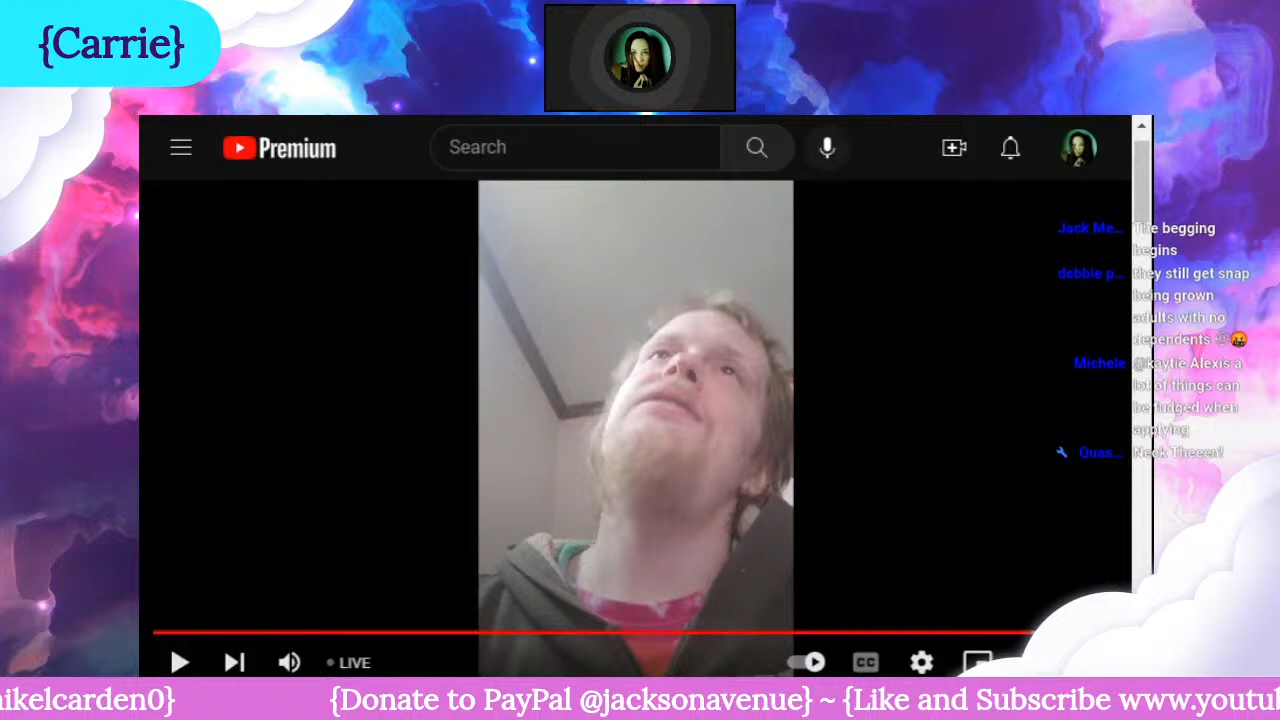 {Carrie}
Premium
Search
Jack Me... The begging
begins
debbie p... they still get snap
being grown
adults with no
dependents
Michele @kaytie Alexis a
lot of things can
be fudged when
applying
Quas... Neck Theeen!
LIVE
CC
ikelcarden0} {Donate to PayPal @jacksonavenue} ~ {Like and Subscribe www.youtu